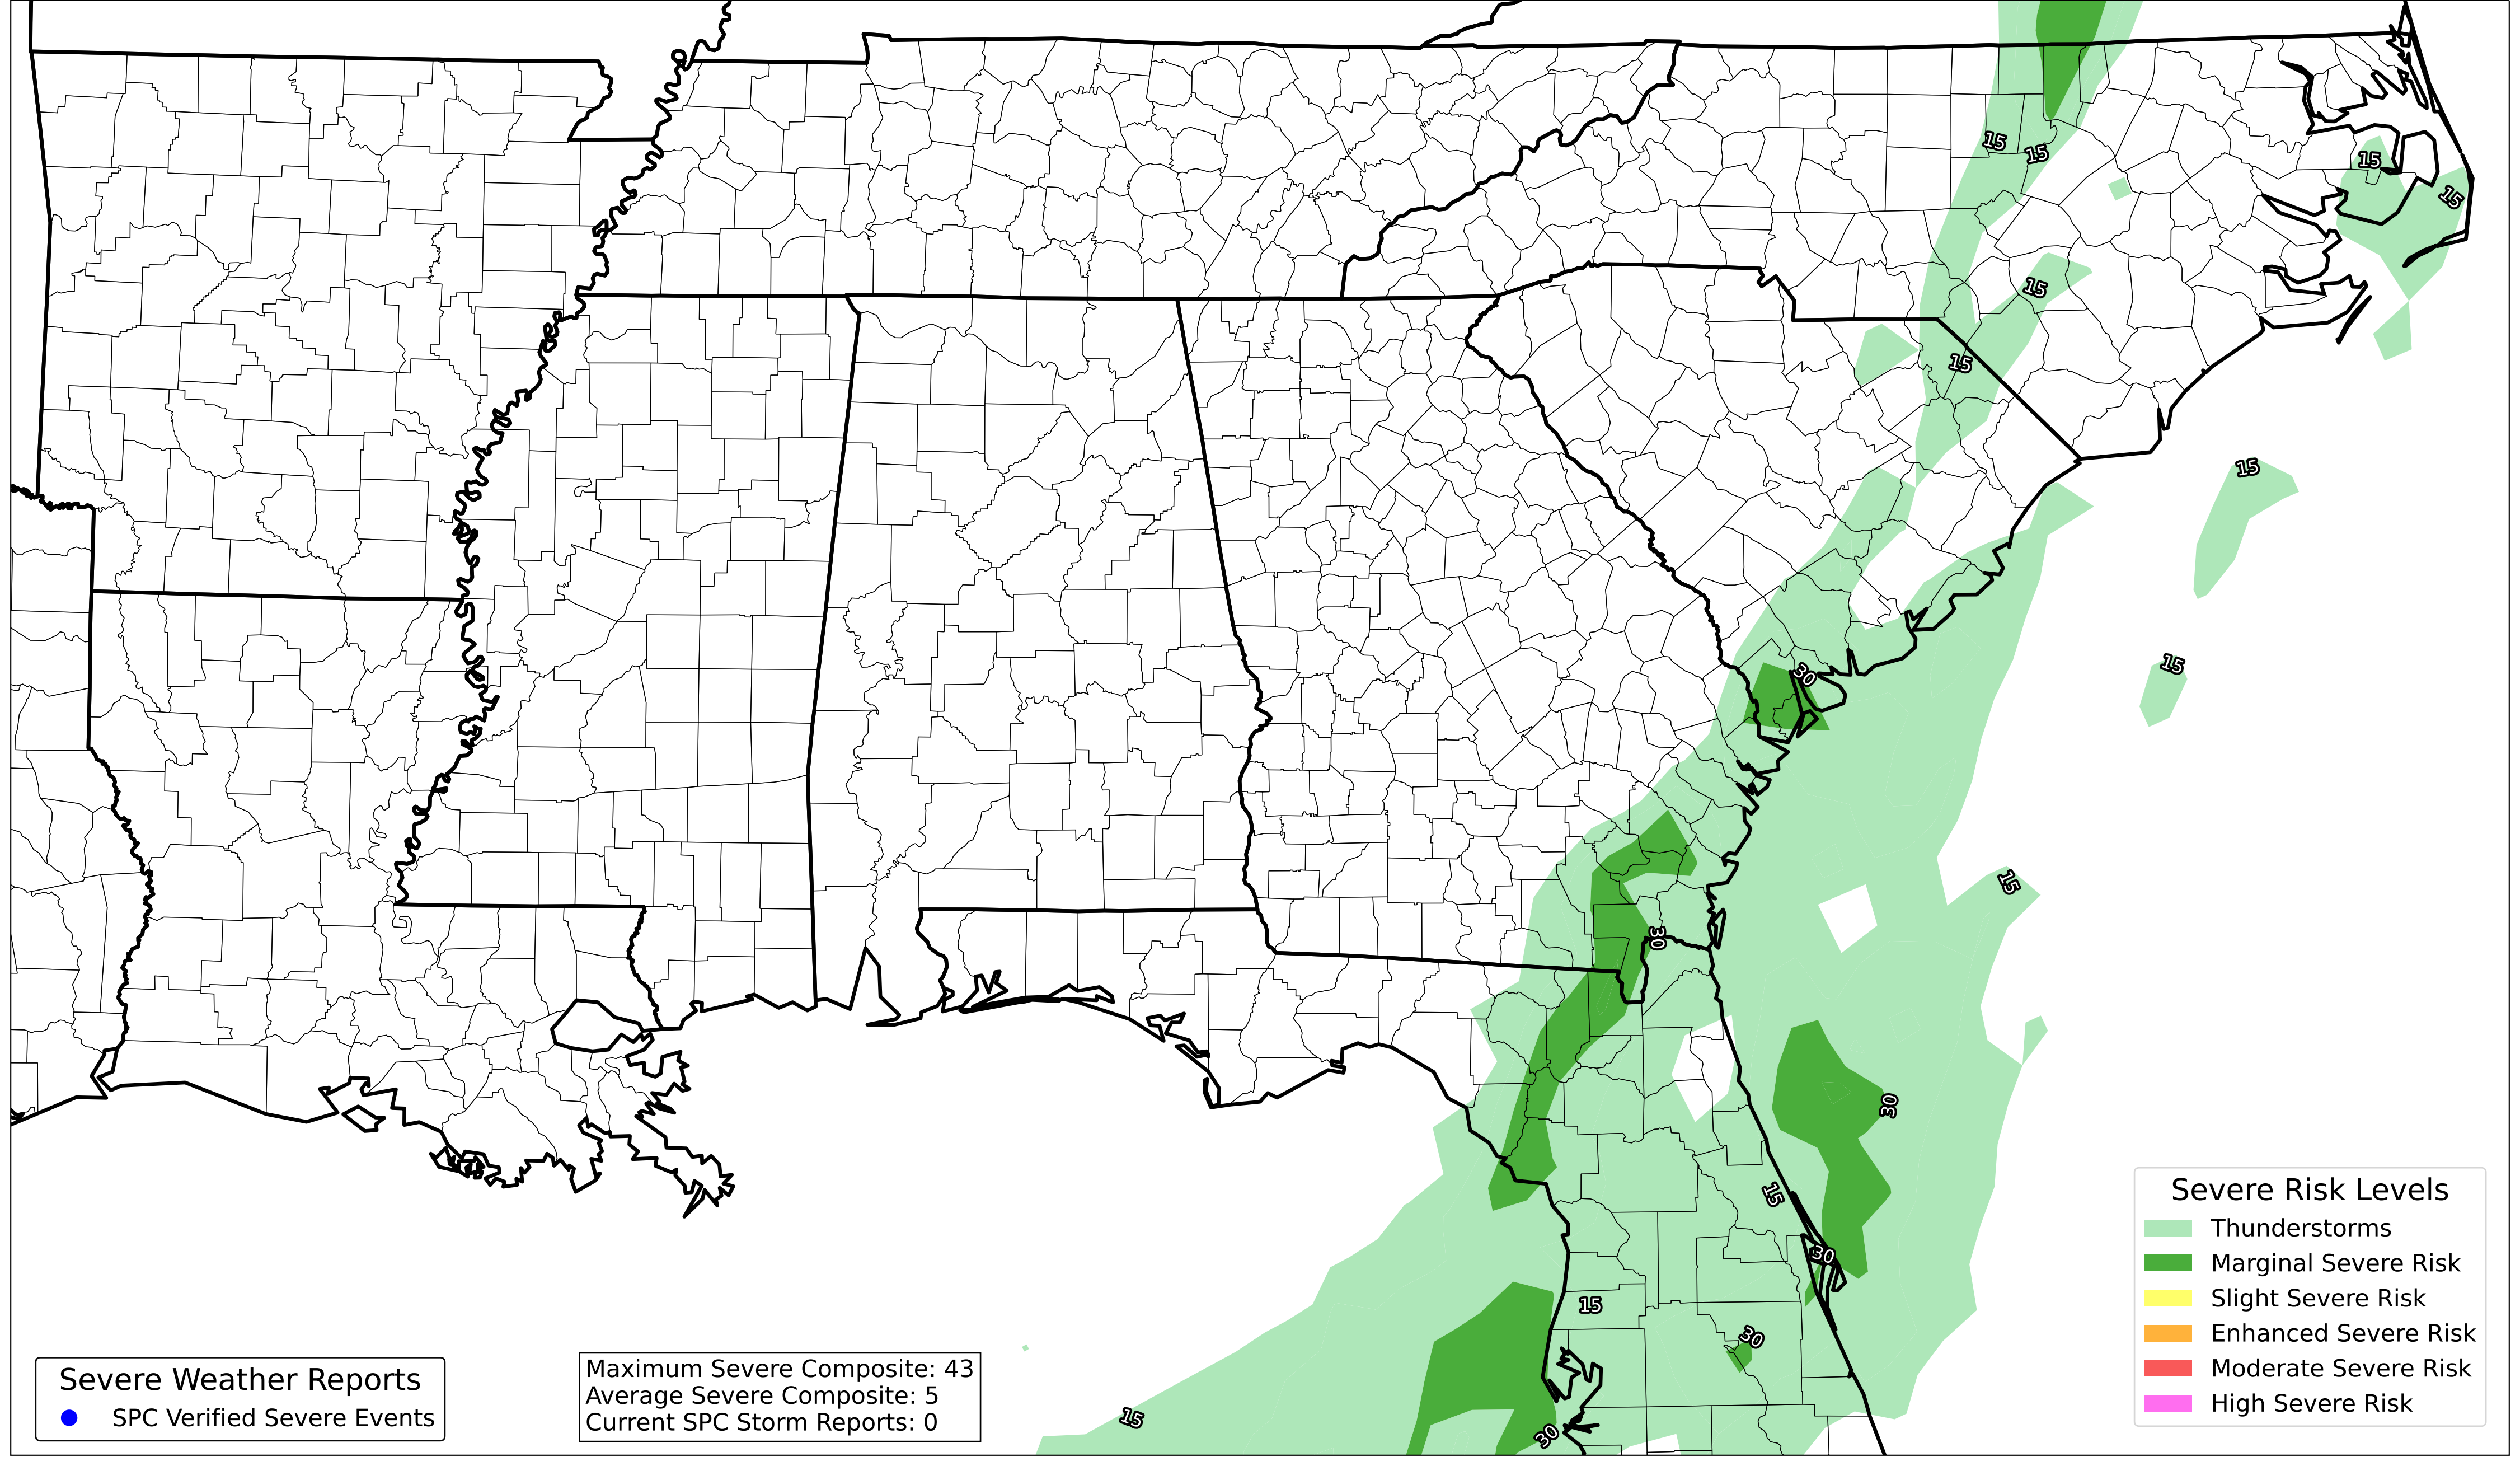 15
15
15
15
15
15
15
15
15
30
15
30
30
15
30
15
30
15
30
Severe Risk Levels
Thunderstorms
Marginal Severe Risk
Slight Severe Risk
Enhanced Severe Risk
Moderate Severe Risk
High Severe Risk
Severe Weather Reports
SPC Verified Severe Events
Maximum Severe Composite: 43
Average Severe Composite: 5
Current SPC Storm Reports: 0